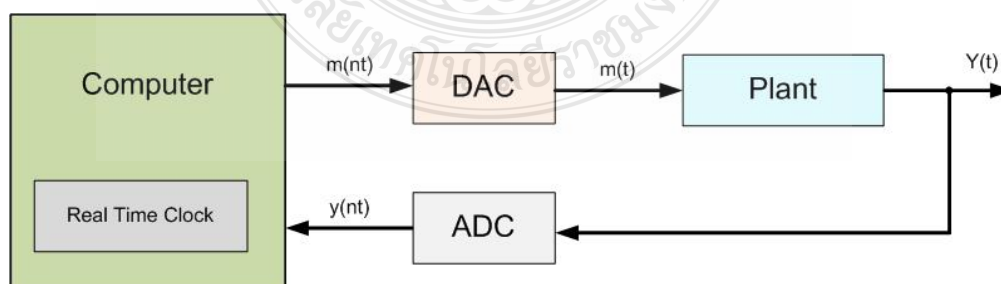 Computer
Real Time Clock
m(nt)
DAC
m(t)
Plant
Y(t)
y(nt)
ADC